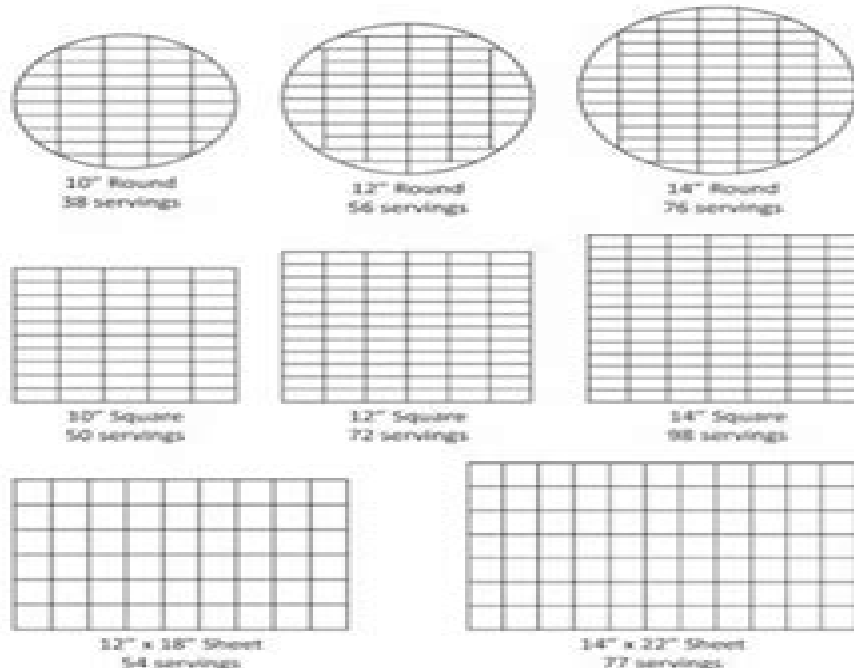 10" Round
38 servings
12" Round
56 servings
14" Round
76 servings
10" Square
50 servings
12" Square
72 servings
14" Square
98 servings
12" x 18" Sheet
54 servings
14" x 22" Sheet
77 servings